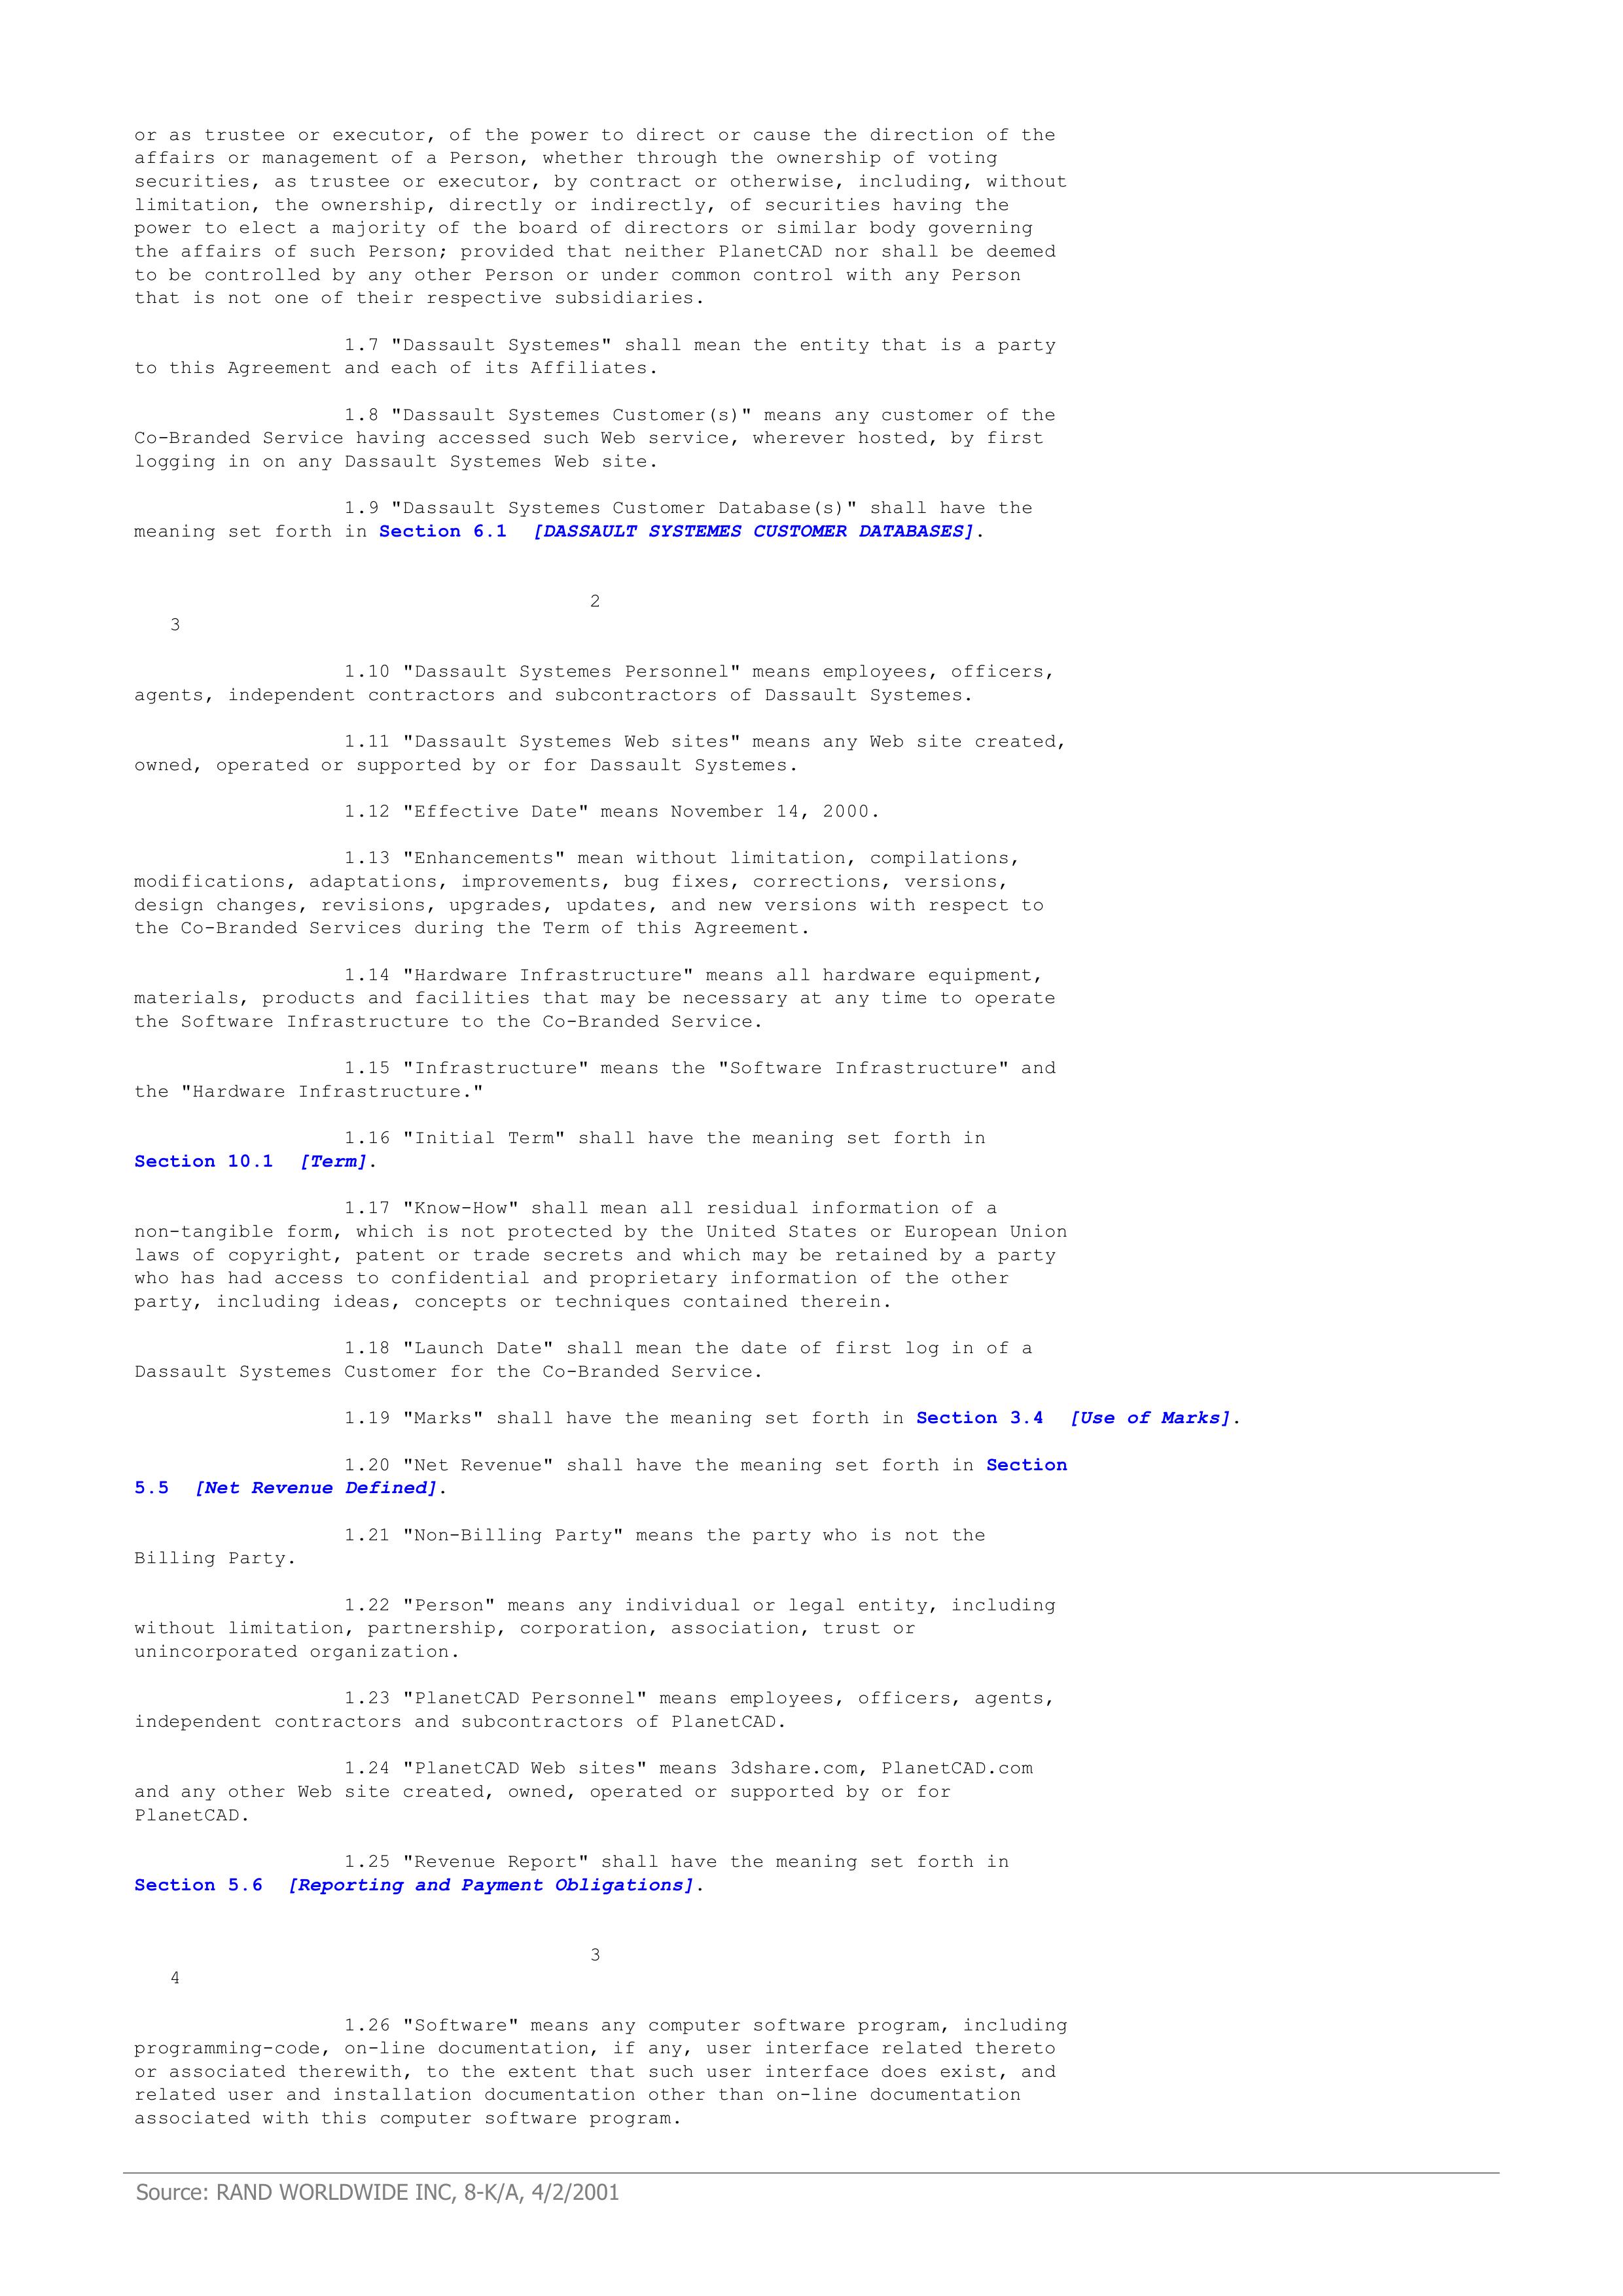 or as trustee or executor, of the power to direct or cause the direction of the
affairs or management of a Person, whether through the ownership of voting
securities, as trustee or executor, by contract or otherwise, including, without
limitation, the ownership, directly or indirectly, of securities having the
power to elect a majority of the board of directors or similar body governing
the affairs of such Person; provided that neither PlanetCAD nor shall be deemed
to be controlled by any other Person or under common control with any Person
that is not one of their respective subsidiaries.
1.7 "Dassault Systemes" shall mean the entity that is a party
to this Agreement and each of its Affiliates.
1.8 "Dassault Systemes Customer(s)" means any customer of the
Co-Branded Service having accessed such Web service, wherever hosted, by first
logging in on any Dassault Systemes Web site.
1.9 "Dassault Systemes Customer Database(s)" shall have the
meaning set forth in Section 6.1 [DASSAULT SYSTEMES CUSTOMER DATABASES].
2
3
1.10 "Dassault Systemes Personnel" means employees, officers,
agents, independent contractors and subcontractors of Dassault Systemes.
1.11 "Dassault Systemes Web sites" means any Web site created,
owned, operated or supported by or for Dassault Systemes.
1.12 "Effective Date" means November 14, 2000.
1.13 "Enhancements" mean without limitation, compilations,
modifications, adaptations, improvements, bug fixes, corrections, versions,
design changes, revisions, upgrades, updates, and new versions with respect to
the Co-Branded Services during the Term of this Agreement.
1.14 "Hardware Infrastructure" means all hardware equipment,
materials, products and facilities that may be necessary at any time to operate
the Software Infrastructure to the Co-Branded Service.
1.15 "Infrastructure" means the "Software Infrastructure" and
the "Hardware Infrastructure."
1.16 "Initial Term" shall have the meaning set forth in
Section 10.1 [Term].
1.17 "Know-How" shall mean all residual information of a
non-tangible form, which is not protected by the United States or European Union
laws of copyright, patent or trade secrets and which may be retained by a party
who has had access to confidential and proprietary information of the other
party, including ideas, concepts or techniques contained therein.
1.18 "Launch Date" shall mean the date of first log in of a
Dassault Systemes Customer for the Co-Branded Service.
1.19 "Marks" shall have the meaning set forth in Section 3.4 [Use of Marks].
1.20 "Net Revenue" shall have the meaning set forth in Section
5.5 [Net Revenue Defined].
1.21 "Non-Billing Party" means the party who is not the
Billing Party.
1.22 "Person" means any individual or legal entity, including
without limitation, partnership, corporation, association, trust or
unincorporated organization.
1.23 "PlanetCAD Personnel" means employees, officers, agents,
independent contractors and subcontractors of PlanetCAD.
1.24 "PlanetCAD Web sites" means 3dshare.com, PlanetCAD.com
and any other Web site created, owned, operated or supported by or for
PlanetCAD.
1.25 "Revenue Report" shall have the meaning set forth in
Section 5.6 [Reporting and Payment Obligations].
3
4
1.26 "Software" means any computer software program, including
programming-code, on-line documentation, if any, user interface related thereto
or associated therewith, to the extent that such user interface does exist, and
related user and installation documentation other than on-line documentation
associated with this computer software program.
Source: RAND WORLDWIDE INC, 8-K/A, 4/2/2001